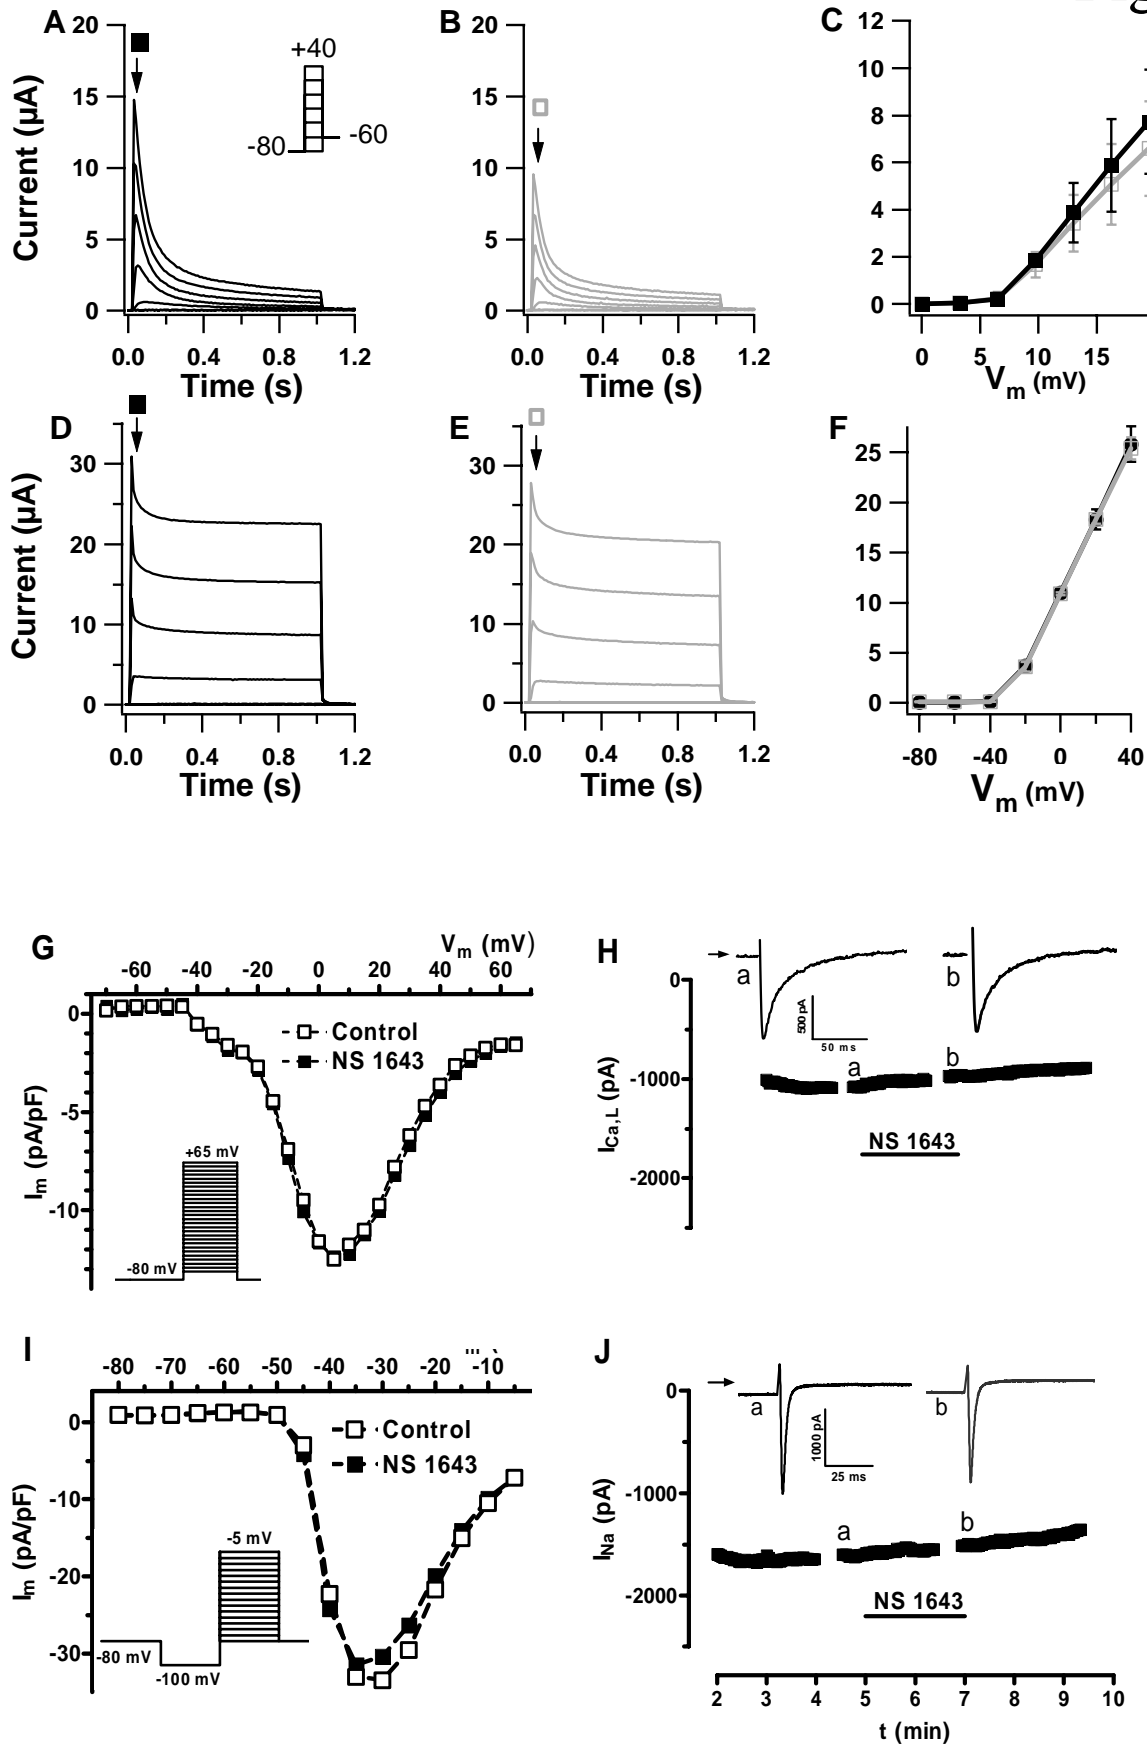 A
20
15
10
5
0
Current (µA)
+40
-80
-60
0.0 0.4 0.8 1.2
Time (s)
B
20
15
10
5
0
0.0 0.4 0.8 1.2
Time (s)
C
12
10
8
6
4
2
0
0 5 10 15
Vm (mV)
D
30
20
10
0
Current (µA)
0.0 0.4 0.8 1.2
Time (s)
E
30
20
10
0
0.0 0.4 0.8 1.2
Time (s)
F
25
20
15
10
5
0
-80 -40 0 40
Vm (mV)
G
Vm (mV)
-60 -40 -20 0 20 40 60
0
-5
-10
Im (pA/pF)
Control
NS 1643
+65 mV
-80 mV
H
a
b
500 pA
50 ms
0
-1000
-2000
ICa,L (pA)
a
b
NS 1643
I
-80 -70 -60 -50 -40 -30 -20 -10
0
-10
-20
-30
Im (pA/pF)
Control
NS 1643
-5 mV
-80 mV
-100 mV
J
a
b
1000 pA
25 ms
0
-1000
-2000
INa (pA)
a
b
NS 1643
2 3 4 5 6 7 8 9 10
t (min)